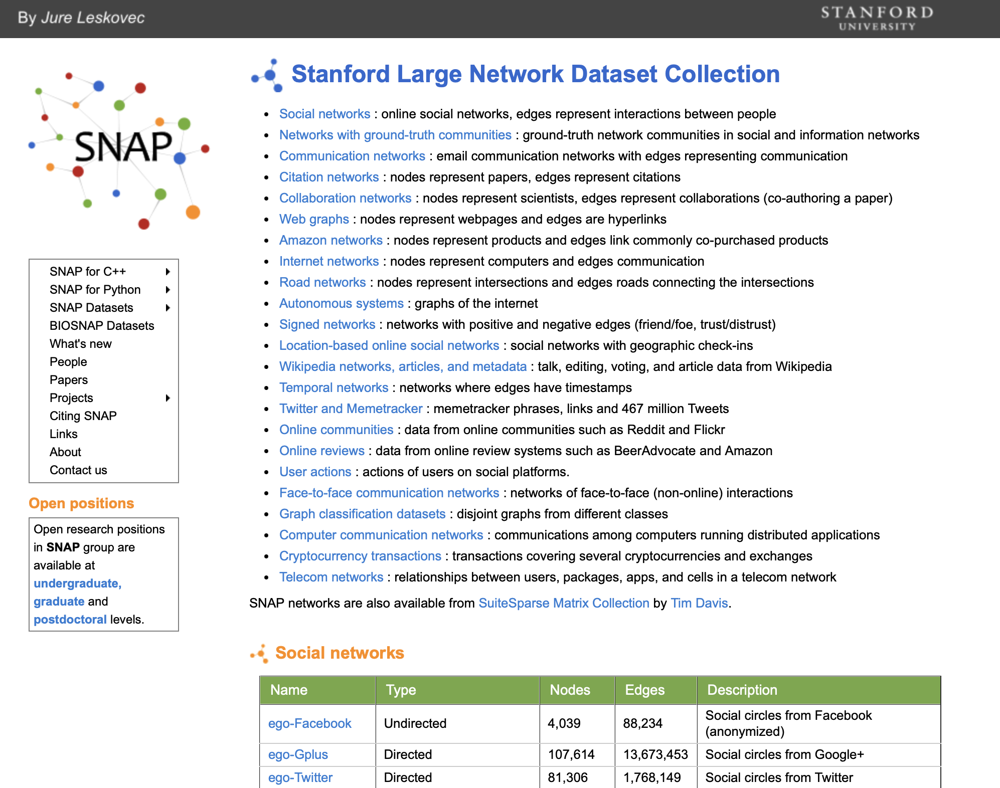 By Jure Leskovec
STANFORD
UNIVERSITY
SNAP
SNAP for C++
SNAP for Python
SNAP Datasets
BIOSNAP Datasets
What's new
People
Papers
Projects
Citing SNAP
Links
About
Contact us
Open positions
Open research positions
in SNAP group are
available at
undergraduate,
graduate and
postdoctoral levels.
Stanford Large Network Dataset Collection
• Social networks : online social networks, edges represent interactions between people
• Networks with ground-truth communities : ground-truth network communities in social and information networks
• Communication networks : email communication networks with edges representing communication
• Citation networks : nodes represent papers, edges represent citations
• Collaboration networks : nodes represent scientists, edges represent collaborations (co-authoring a paper)
• Web graphs : nodes represent webpages and edges are hyperlinks
• Amazon networks : nodes represent products and edges link commonly co-purchased products
• Internet networks : nodes represent computers and edges communication
• Road networks : nodes represent intersections and edges roads connecting the intersections
• Autonomous systems : graphs of the internet
• Signed networks : networks with positive and negative edges (friend/foe, trust/distrust)
• Location-based online social networks : social networks with geographic check-ins
• Wikipedia networks, articles, and metadata : talk, editing, voting, and article data from Wikipedia
• Temporal networks : networks where edges have timestamps
• Twitter and Memetracker : memetracker phrases, links and 467 million Tweets
• Online communities : data from online communities such as Reddit and Flickr
• Online reviews : data from online review systems such as BeerAdvocate and Amazon
• User actions : actions of users on social platforms.
• Face-to-face communication networks : networks of face-to-face (non-online) interactions
• Graph classification datasets : disjoint graphs from different classes
• Computer communication networks : communications among computers running distributed applications
• Cryptocurrency transactions : transactions covering several cryptocurrencies and exchanges
• Telecom networks : relationships between users, packages, apps, and cells in a telecom network
SNAP networks are also available from SuiteSparse Matrix Collection by Tim Davis.
Social networks
Name Type Nodes Edges Description
ego-Facebook Undirected 4,039 88,234 Social circles from Facebook
(anonymized)
ego-Gplus Directed 107,614 13,673,453 Social circles from Google+
ego-Twitter Directed 81,306 1,768,149 Social circles from Twitter